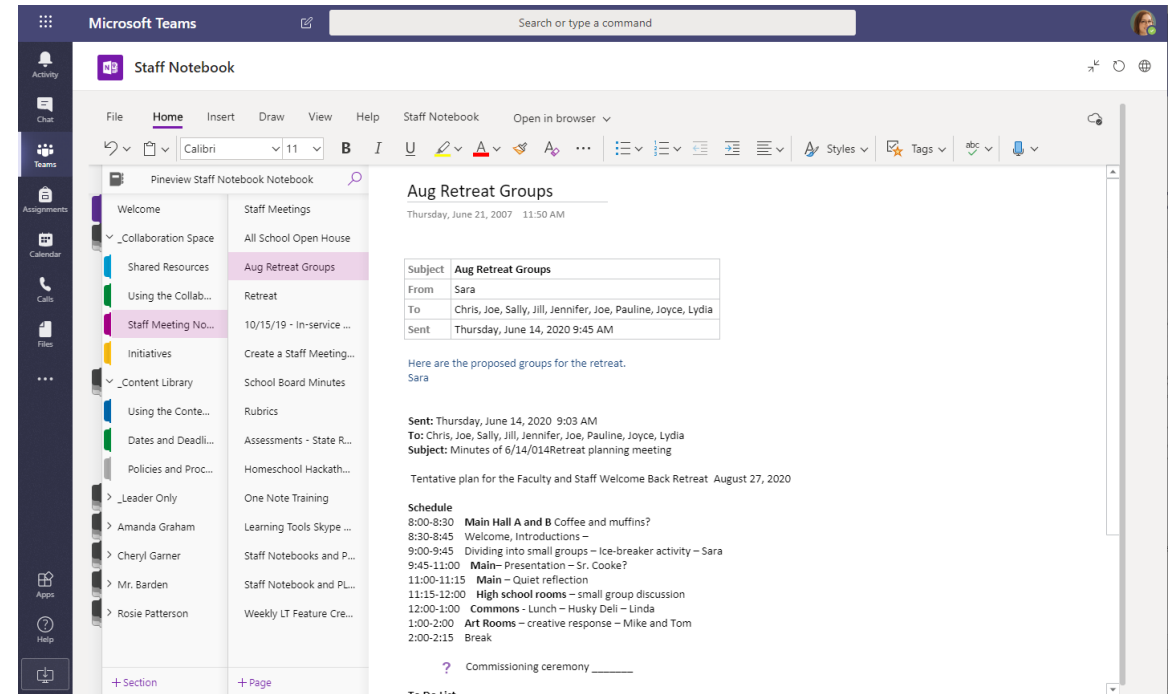 Microsoft Teams
Search or type a command
Activity
Chat
Teams
Assignments
Calendar
Calls
Files
Apps
Help
N
Staff Notebook
File Home Insert Draw View Help Staff Notebook Open in browser
Calibri 11 B I U A A Styles Tags abc
Pineview Staff Notebook Notebook
Welcome
_Collaboration Space
Shared Resources
Using the Collab...
Staff Meeting No...
Initiatives
_Content Library
Using the Conte...
Dates and Deadli...
Policies and Proc...
_Leader Only
Amanda Graham
Cheryl Garner
Mr. Barden
Rosie Patterson
+ Section
Staff Meetings
All School Open House
Aug Retreat Groups
Retreat
10/15/19 - In-service ...
Create a Staff Meeting...
School Board Minutes
Rubrics
Assessments - State R...
Homeschool Hackath...
One Note Training
Learning Tools Skype ...
Staff Notebooks and P...
Staff Notebook and PL...
Weekly LT Feature Cre...
+ Page
Aug Retreat Groups
Thursday, June 21, 2007 11:50 AM
Subject Aug Retreat Groups
From Sara
To Chris, Joe, Sally, Jill, Jennifer, Joe, Pauline, Joyce, Lydia
Sent Thursday, June 14, 2020 9:45 AM
Here are the proposed groups for the retreat.
Sara
Sent: Thursday, June 14, 2020 9:03 AM
To: Chris, Joe, Sally, Jill, Jennifer, Joe, Pauline, Joyce, Lydia
Subject: Minutes of 6/14/014Retreat planning meeting
Tentative plan for the Faculty and Staff Welcome Back Retreat August 27, 2020
Schedule
8:00-8:30 Main Hall A and B Coffee and muffins?
8:30-8:45 Welcome, Introductions –
9:00-9:45 Dividing into small groups – Ice-breaker activity – Sara
9:45-11:00 Main– Presentation – Sr. Cooke?
11:00-11:15 Main – Quiet reflection
11:15-12:00 High school rooms – small group discussion
12:00-1:00 Commons - Lunch – Husky Deli – Linda
1:00-2:00 Art Rooms – creative response – Mike and Tom
2:00-2:15 Break
? Commissioning ceremony _______
To Do List